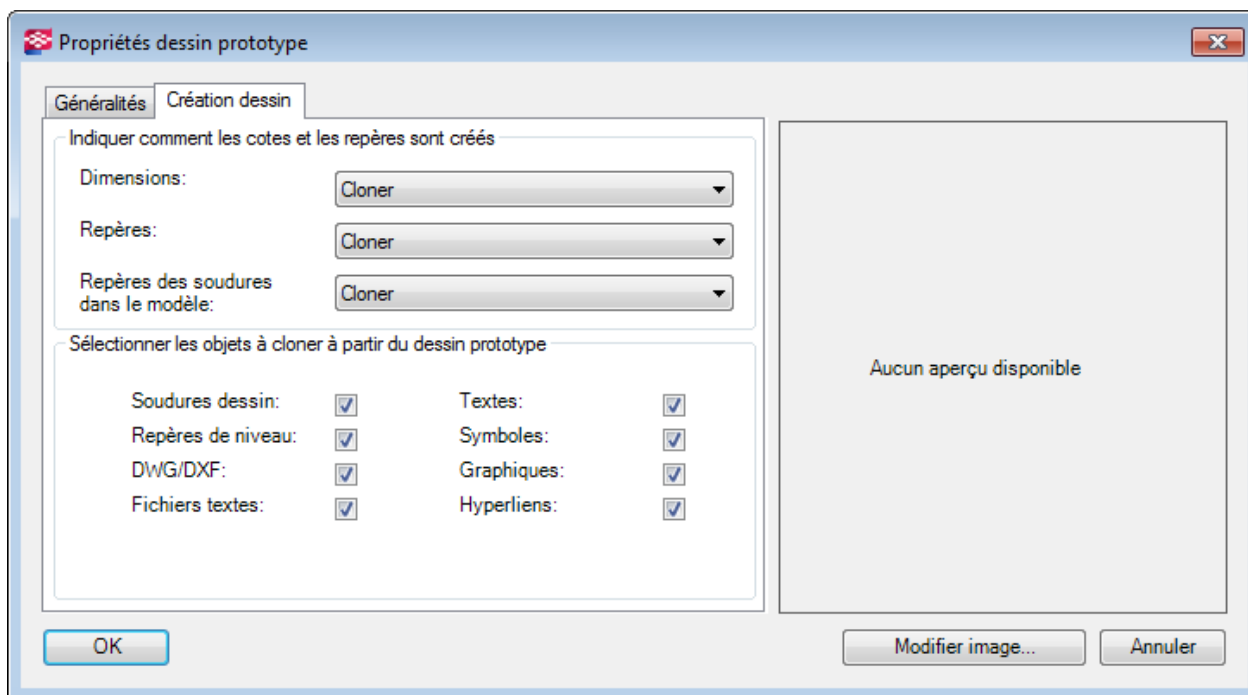 Propriétés dessin prototype
Généralités
Création dessin
Indiquer comment les cotes et les repères sont créés
Dimensions:
Cloner
Repères:
Cloner
Repères des soudures
dans le modèle:
Cloner
Sélectionner les objets à cloner à partir du dessin prototype
Soudures dessin:
Textes:
Repères de niveau:
Symboles:
DWG/DXF:
Graphiques:
Fichiers textes:
Hyperliens:
Aucun aperçu disponible
OK
Modifier image...
Annuler